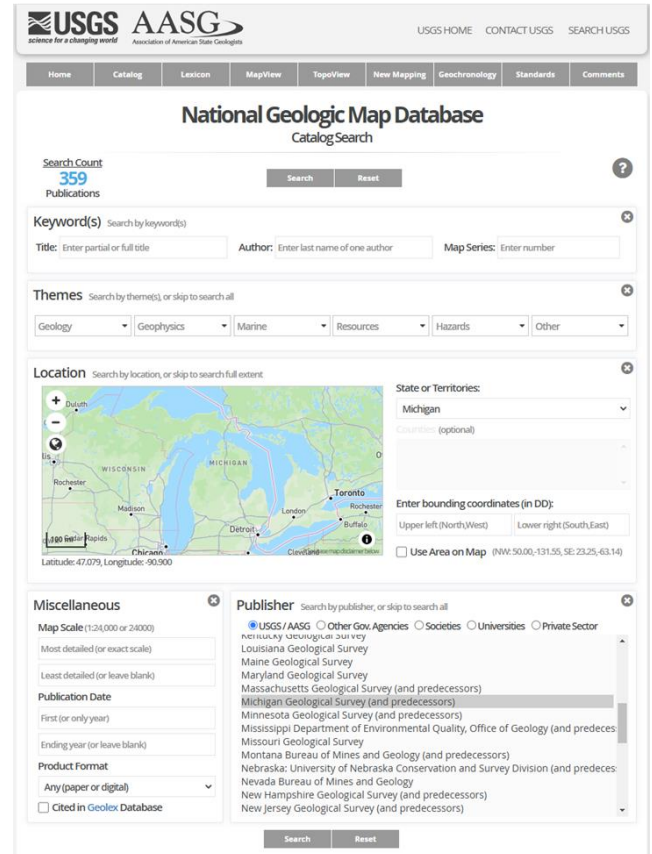 USGS
science for a changing world
AASG
Association of American State Geologists
USGS HOME CONTACT USGS SEARCH USGS
Home Catalog Lexicon MapView TopoView New Mapping Geochronology Standards Comments
National Geologic Map Database
Catalog Search
Search Count
359
Publications
Search Reset
?
Keyword(s) Search by keyword(s)
Title: Enter partial or full title Author: Enter last name of one author Map Series: Enter number
Themes Search by theme(s), or skip to search all
Geology Geophysics Marine Resources Hazards Other
Location Search by location, or skip to search full extent
State or Territories:
Michigan
Counties (optional)
Enter bounding coordinates (in DD):
Upper left (North,West) Lower right (South,East)
Use Area on Map (NW: 50.00,-131.55, SE: 23.25,-63.14)
+
−
Duluth
WISCONSIN
MICHIGAN
Rochester
Madison
Toronto
London
Rochester
Buffalo
Detroit
100
Cedar Rapids
Chicago
Cleveland
Latitude: 47.079, Longitude: -90.900
Miscellaneous
Map Scale (1:24,000 or 24000)
Most detailed (or exact scale)
Least detailed (or leave blank)
Publication Date
First (or only year)
Ending year (or leave blank)
Product Format
Any (paper or digital)
Cited in Geolex Database
Publisher Search by publisher, or skip to search all
USGS / AASG Other Gov. Agencies Societies Universities Private Sector
Kentucky Geological Survey
Louisiana Geological Survey
Maine Geological Survey
Maryland Geological Survey
Massachusetts Geological Survey (and predecessors)
Michigan Geological Survey (and predecessors)
Minnesota Geological Survey (and predecessors)
Mississippi Department of Environmental Quality, Office of Geology (and predeces
Missouri Geological Survey
Montana Bureau of Mines and Geology (and predecessors)
Nebraska: University of Nebraska Conservation and Survey Division (and predeces
Nevada Bureau of Mines and Geology
New Hampshire Geological Survey (and predecessors)
New Jersey Geological Survey (and predecessors)
Search Reset